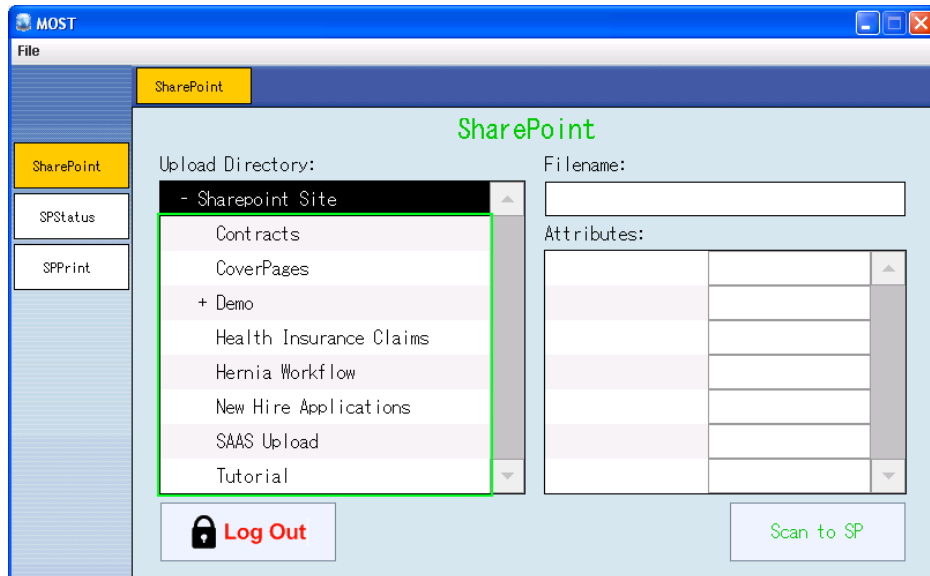 MOST
File
SharePoint
SharePoint
SharePoint
SPStatus
SPPrint
Upload Directory:
- Sharepoint Site
Contracts
CoverPages
+ Demo
Health Insurance Claims
Hernia Workflow
New Hire Applications
SAAS Upload
Tutorial
Filename:
Attributes:
Log Out
Scan to SP